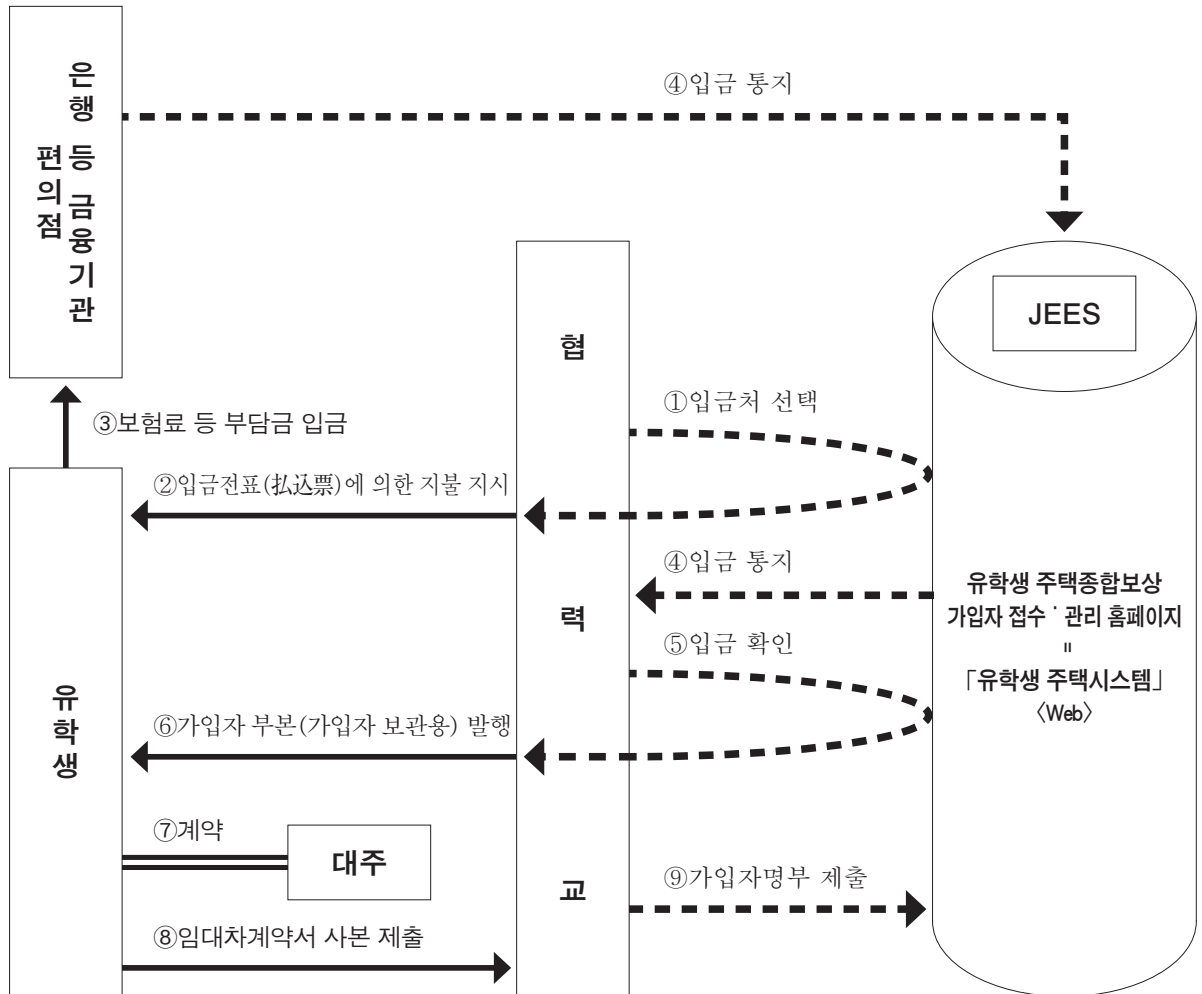 은행 등 금융기관
편의점
④입금 통지
JEES
협력교
①입금처 선택
③보험료 등 부담금 입금
②입금전표(払込票)에 의한 지불 지시
④입금 통지
유학생 주택종합보상
가입자 접수 · 관리 홈페이지
=
「유학생 주택시스템」
〈Web〉
⑤입금 확인
유학생
⑥가입자 부본(가입자 보관용) 발행
⑦계약
대주
⑨가입자명부 제출
⑧임대차계약서 사본 제출